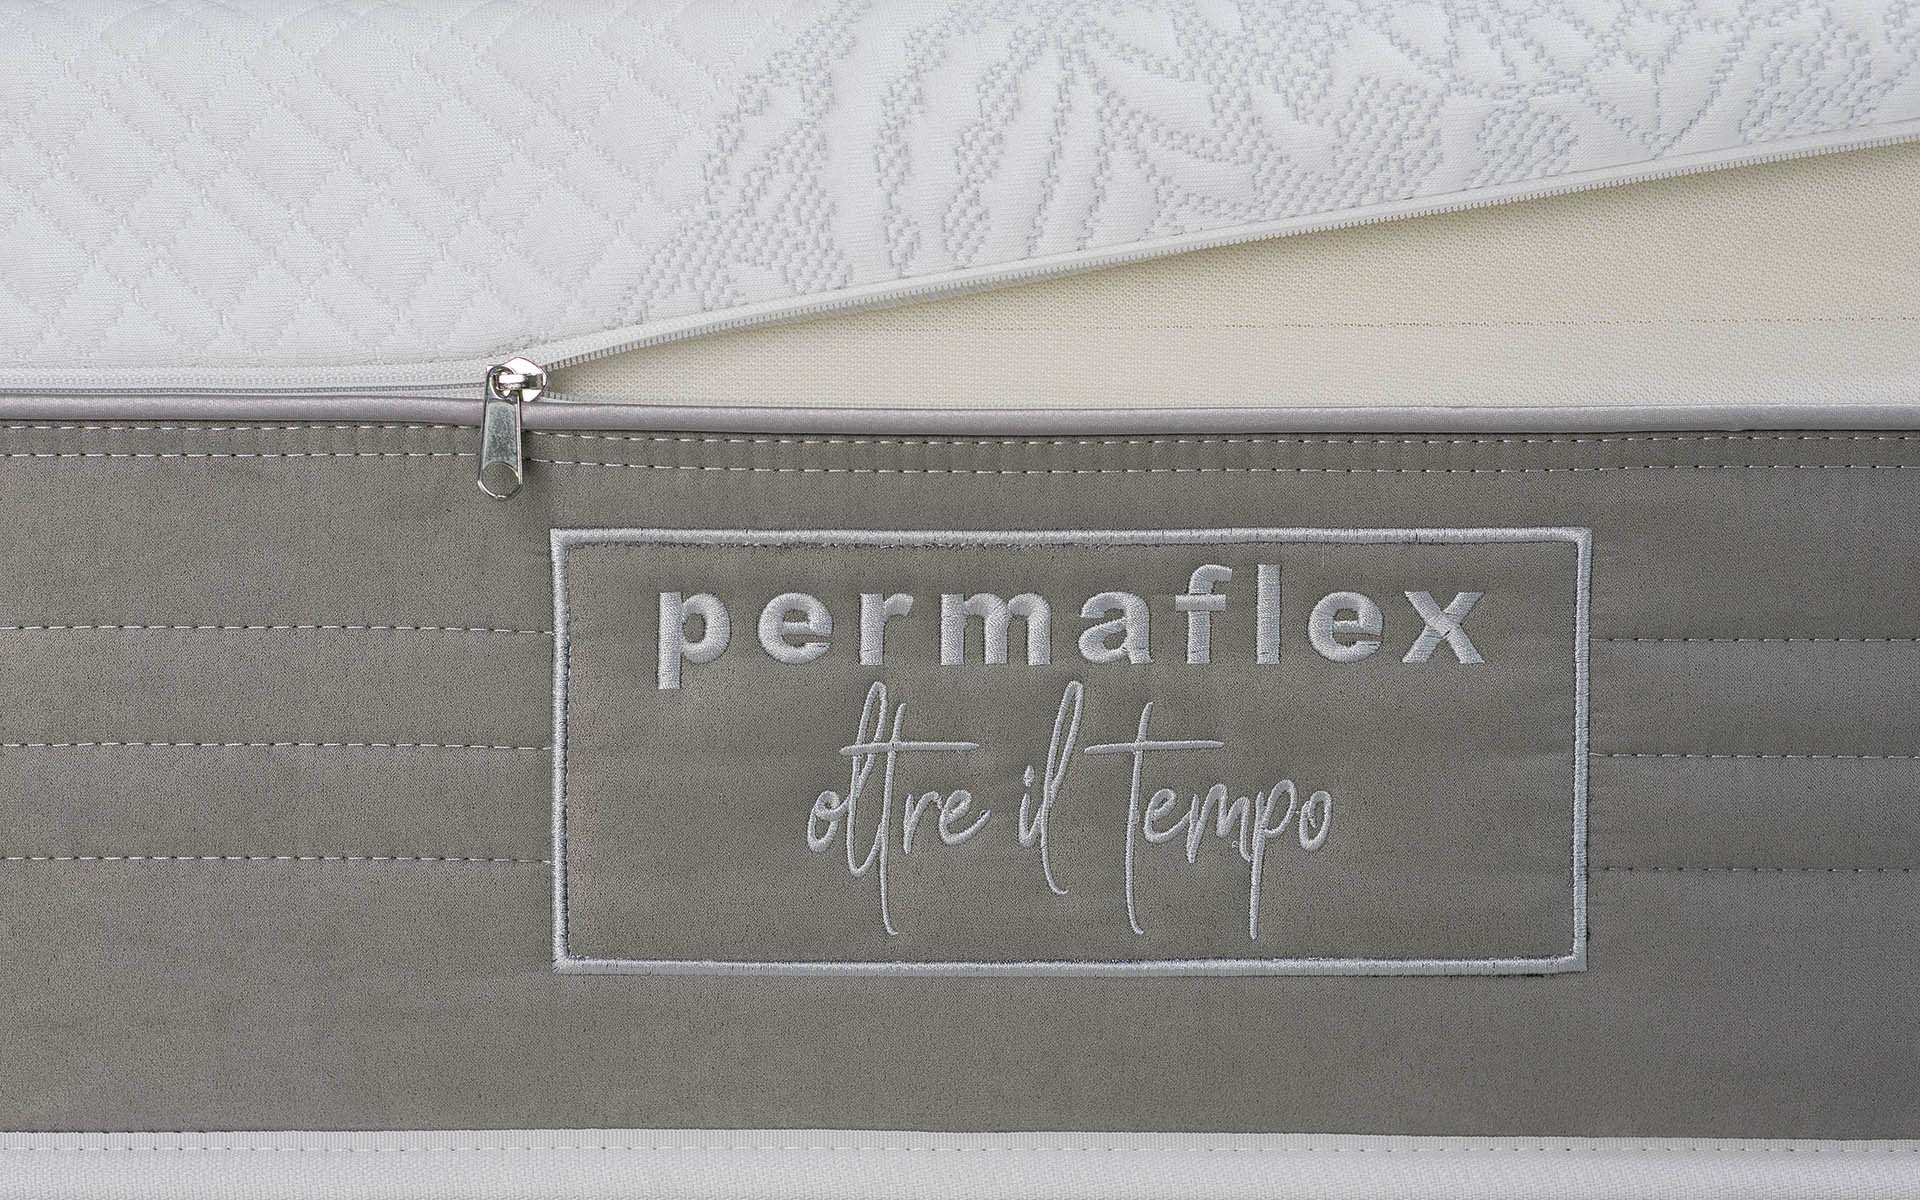 permaflex
oltre il tempo